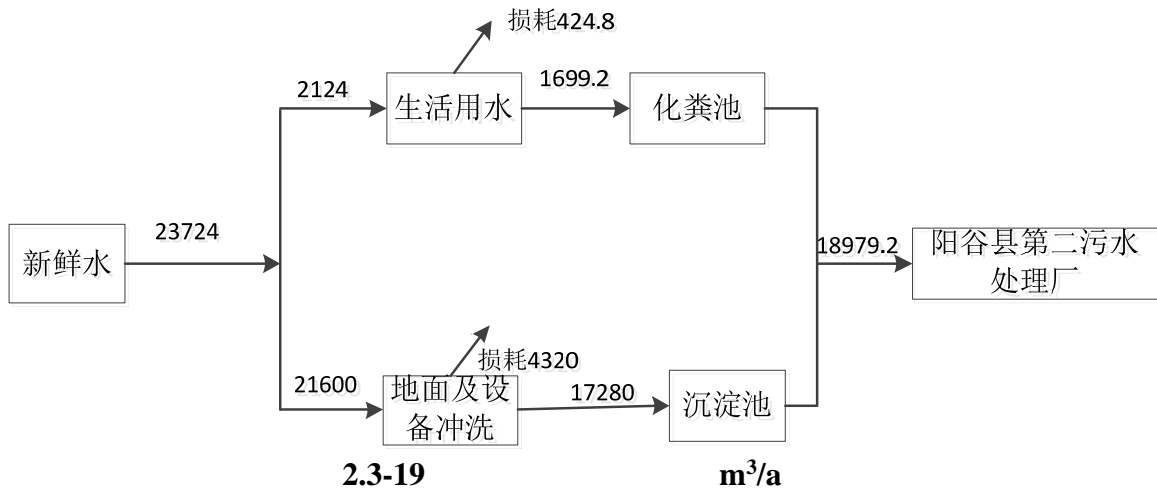 损耗424.8
2124
生活用水
1699.2
化粪池
新鲜水
23724
18979.2
阳谷县第二污水
处理厂
损耗4320
21600
地面及设
备冲洗
17280
沉淀池
2.3-19 m³/a